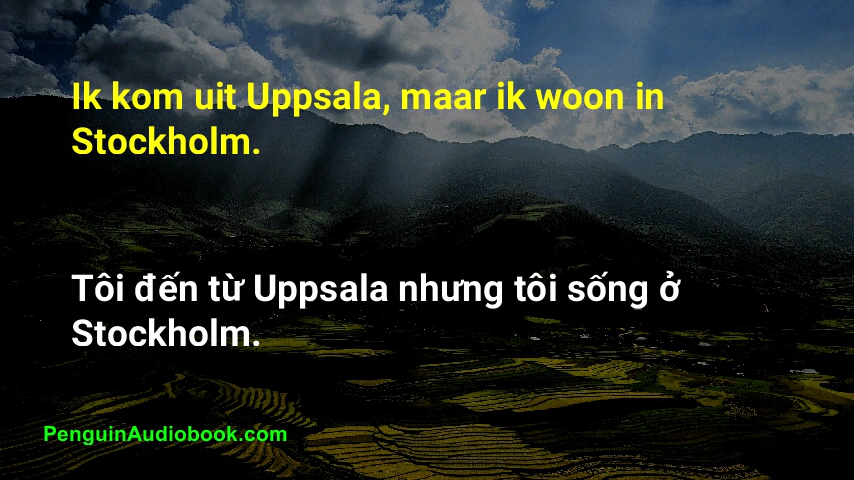 Ik kom uit Uppsala, maar ik woon in
Stockholm.
Tôi đến từ Uppsala nhưng tôi sống ở
Stockholm.
PenguinAudiobook.com